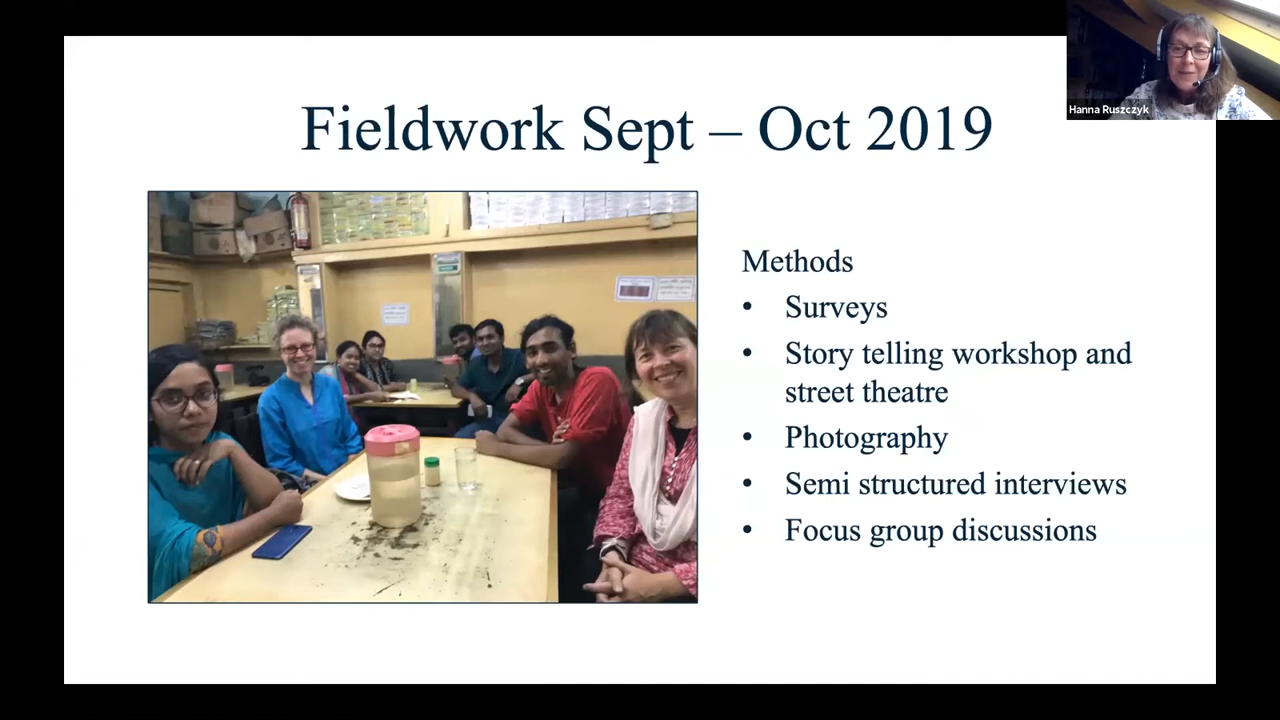 Hanna Ruszczyk
Fieldwork Sept – Oct 2019
Methods
• Surveys
• Story telling workshop and
street theatre
• Photography
• Semi structured interviews
• Focus group discussions